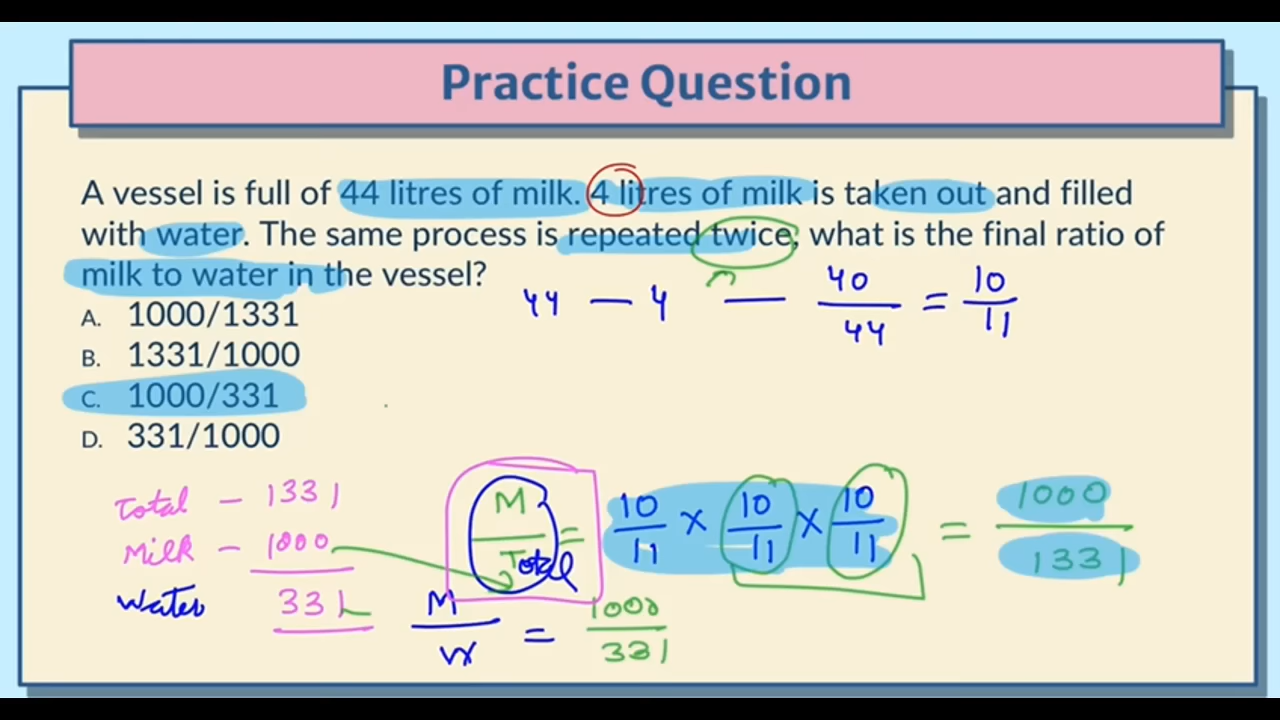 Practice Question
A vessel is full of 44 litres of milk. 4 litres of milk is taken out and filled
with water. The same process is repeated twice, what is the final ratio of
milk to water in the vessel?
44 — 4 — 40/44 = 10/11
A. 1000/1331
B. 1331/1000
C. 1000/331
D. 331/1000
Total - 1331
Milk - 1000
Water 331
M/Total = 10/11 × 10/11 × 10/11 = 1000/1331
M/W = 1000/331